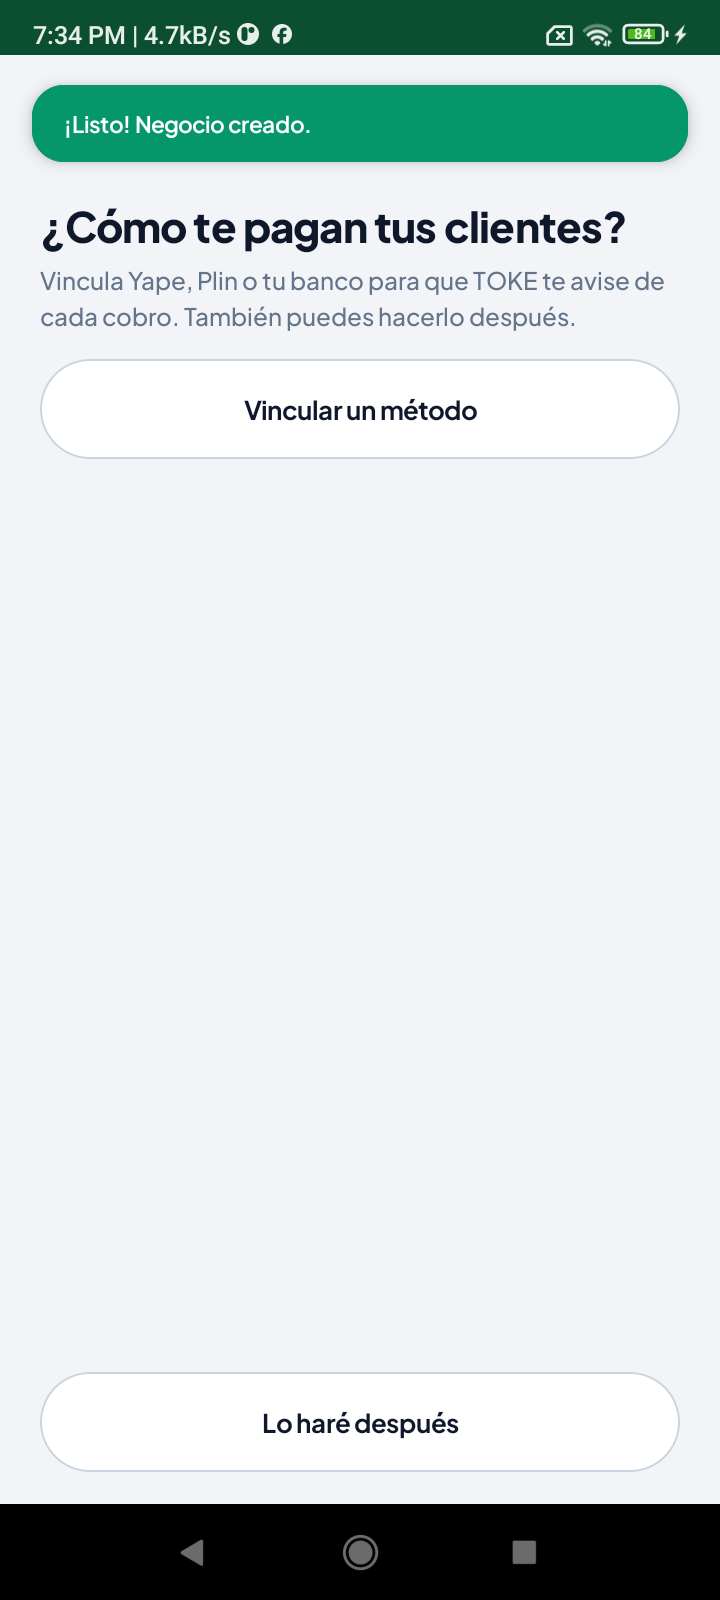 7:34 PM | 4.7kB/s
84
¡Listo! Negocio creado.
¿Cómo te pagan tus clientes?
Vincula Yape, Plin o tu banco para que TOKE te avise de
cada cobro. También puedes hacerlo después.
Vincular un método
Lo haré después